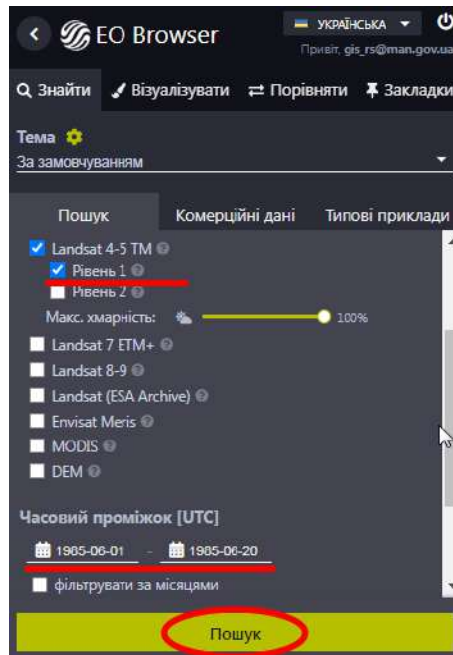 EO Browser
УКРАЇНСЬКА
Привіт, gis_rs@man.gov.ua
Знайти Візуалізувати Порівняти Закладки
Тема
За замовчуванням
Пошук Комерційні дані Типові приклади
Landsat 4-5 TM
Рівень 1
Рівень 2
Макс. хмарність: 100%
Landsat 7 ETM+
Landsat 8-9
Landsat (ESA Archive)
Envisat Meris
MODIS
DEM
Часовий проміжок [UTC]
1985-06-01 - 1985-06-20
фільтрувати за місяцями
Пошук